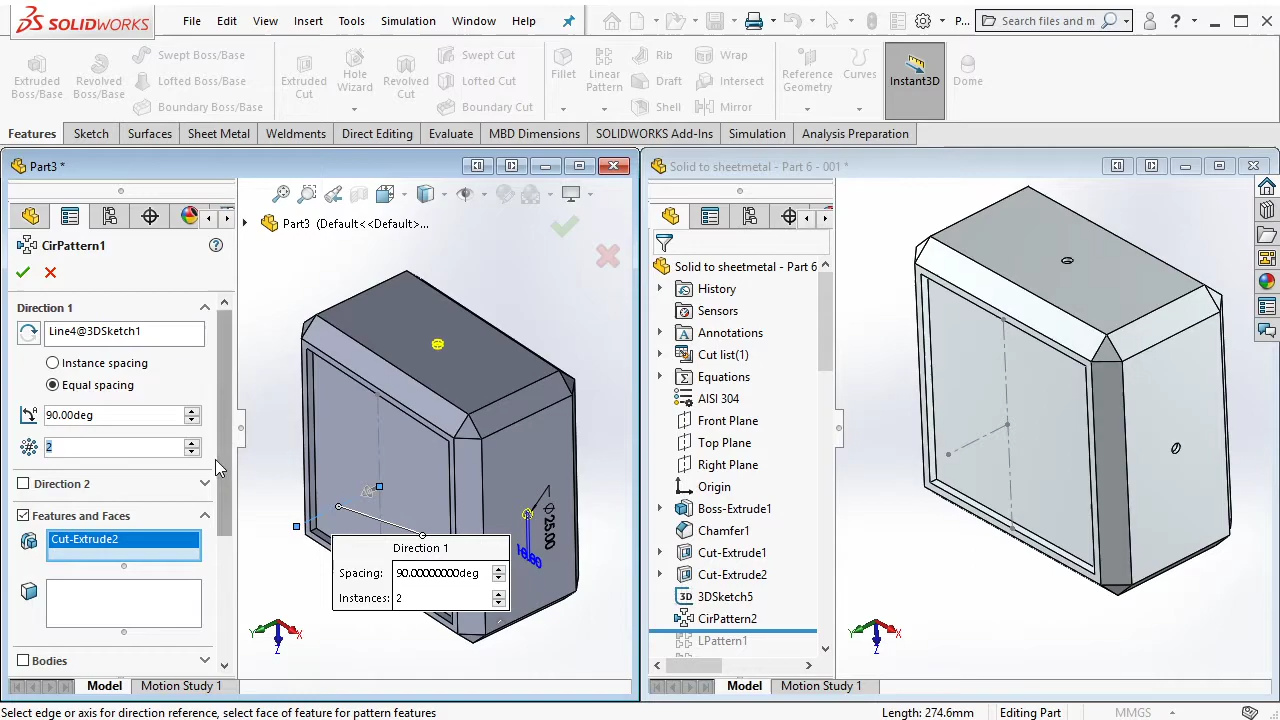 SOLIDWORKS
File Edit View Insert Tools Simulation Window Help
P... Search files and m
Extruded Boss/Base
Revolved Boss/Base
Swept Boss/Base
Lofted Boss/Base
Boundary Boss/Base
Extruded Cut
Hole Wizard
Revolved Cut
Swept Cut
Lofted Cut
Boundary Cut
Fillet
Linear Pattern
Rib
Draft
Shell
Wrap
Intersect
Mirror
Reference Geometry
Curves
Instant3D
Dome
Features Sketch Surfaces Sheet Metal Weldments Direct Editing Evaluate MBD Dimensions SOLIDWORKS Add-Ins Simulation Analysis Preparation
Part3 *
CirPattern1
Direction 1
Line4@3DSketch1
Instance spacing
Equal spacing
90.00deg
2
Direction 2
Features and Faces
Cut-Extrude2
Bodies
Part3 (Default<<Default>...
Φ25.00
Direction 1
Spacing: 90.00000000deg
Instances: 2
Y X Z
Model Motion Study 1
Solid to sheetmetal - Part 6 - 001 *
Solid to sheetmetal - Part 6
History
Sensors
Annotations
Cut list(1)
Equations
AISI 304
Front Plane
Top Plane
Right Plane
Origin
Boss-Extrude1
Chamfer1
Cut-Extrude1
Cut-Extrude2
3D 3DSketch5
CirPattern2
LPattern1
Y X Z
Model Motion Study 1
Select edge or axis for direction reference, select face of feature for pattern features Length: 274.6mm Editing Part MMGS